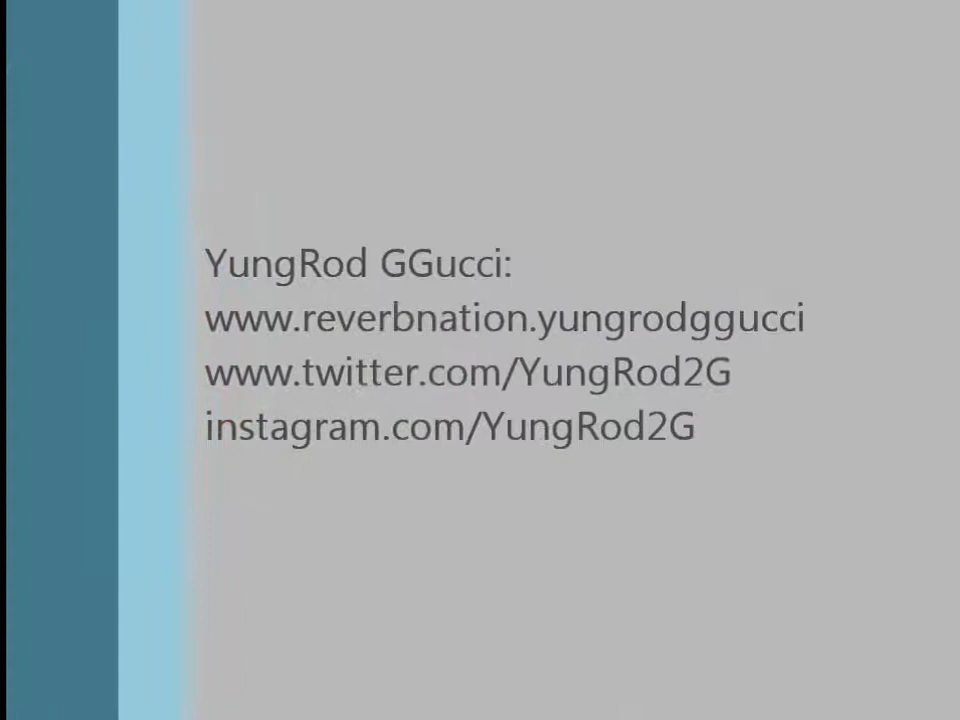 YungRod GGucci:
www.reverbnation.yungrodggucci
www.twitter.com/YungRod2G
instagram.com/YungRod2G